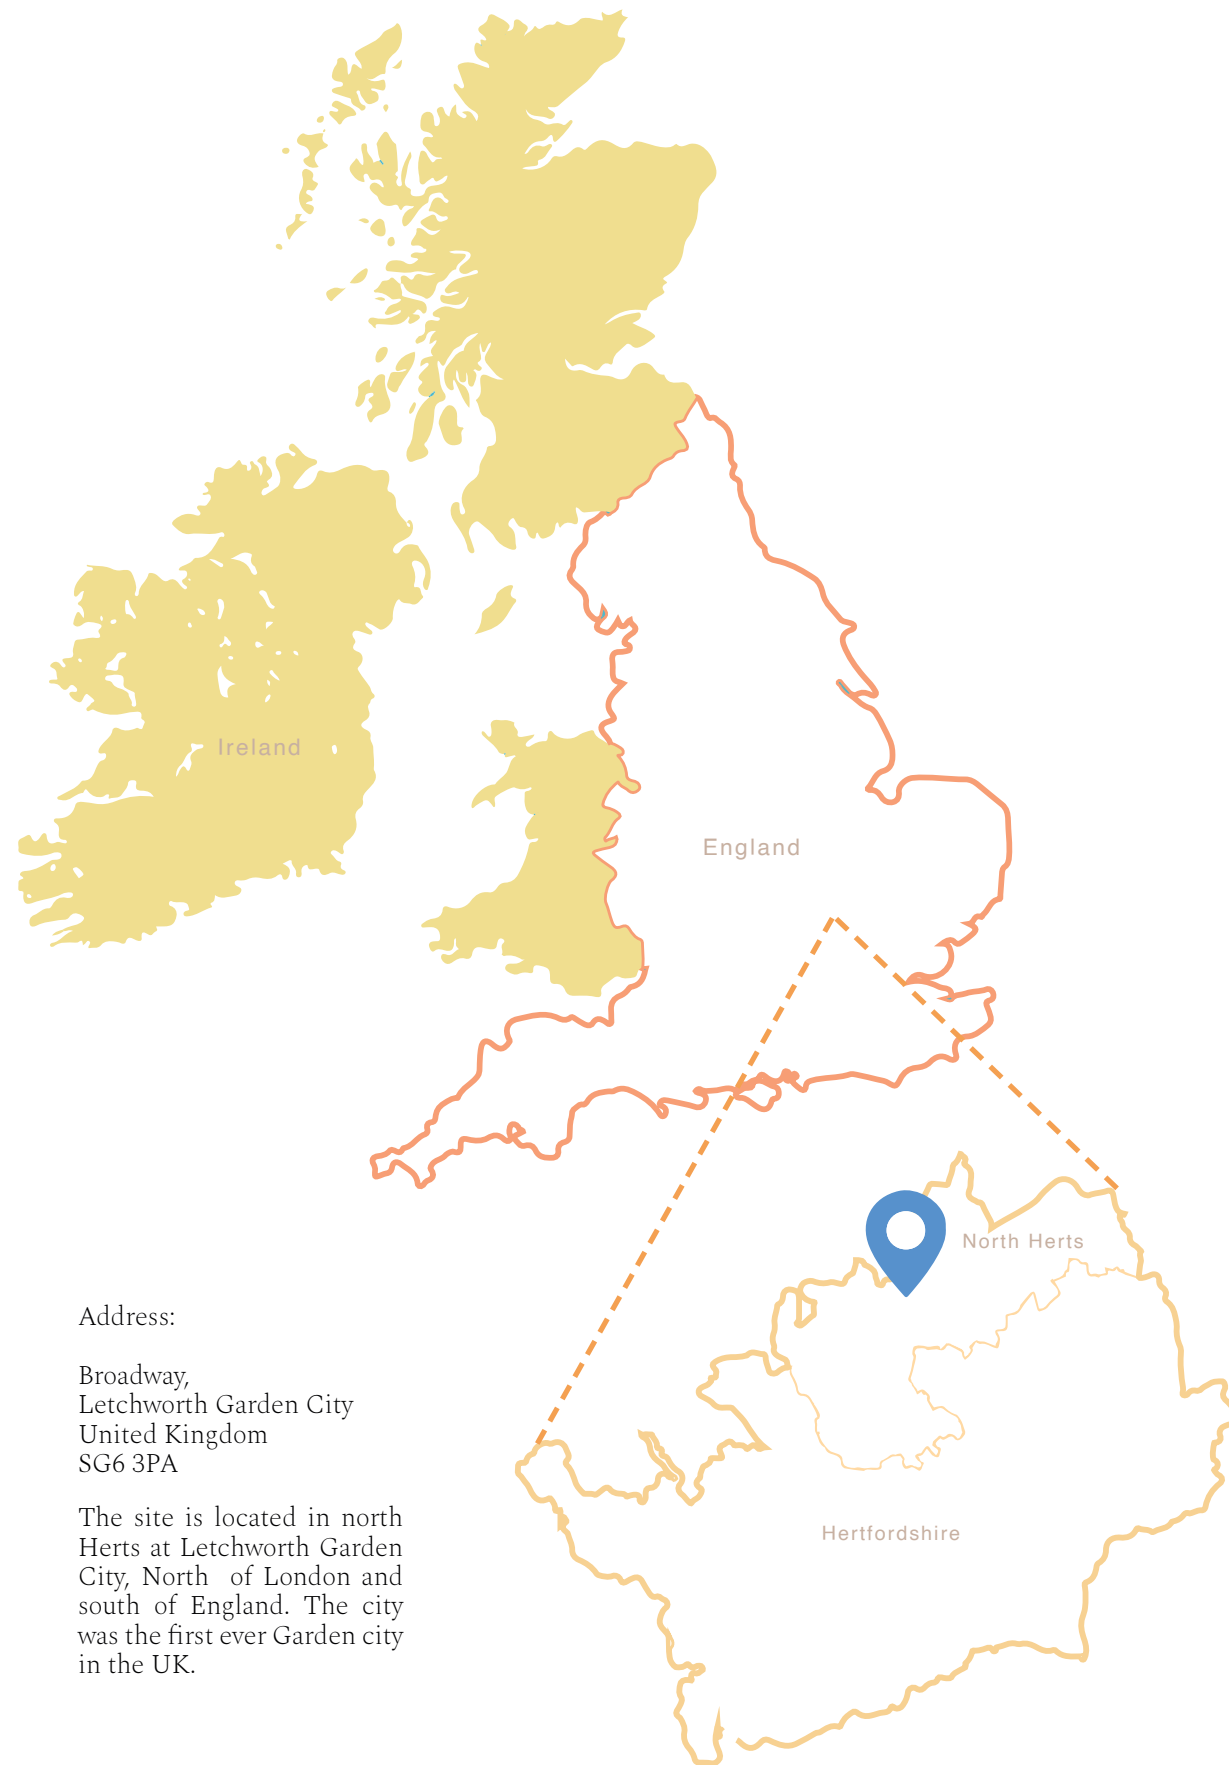 Ireland
England
North Herts
Address:
Broadway,
Letchworth Garden City
United Kingdom
SG6 3PA
The site is located in north
Herts at Letchworth Garden
City, North of London and
south of England. The city
was the first ever Garden city
in the UK.
Hertfordshire